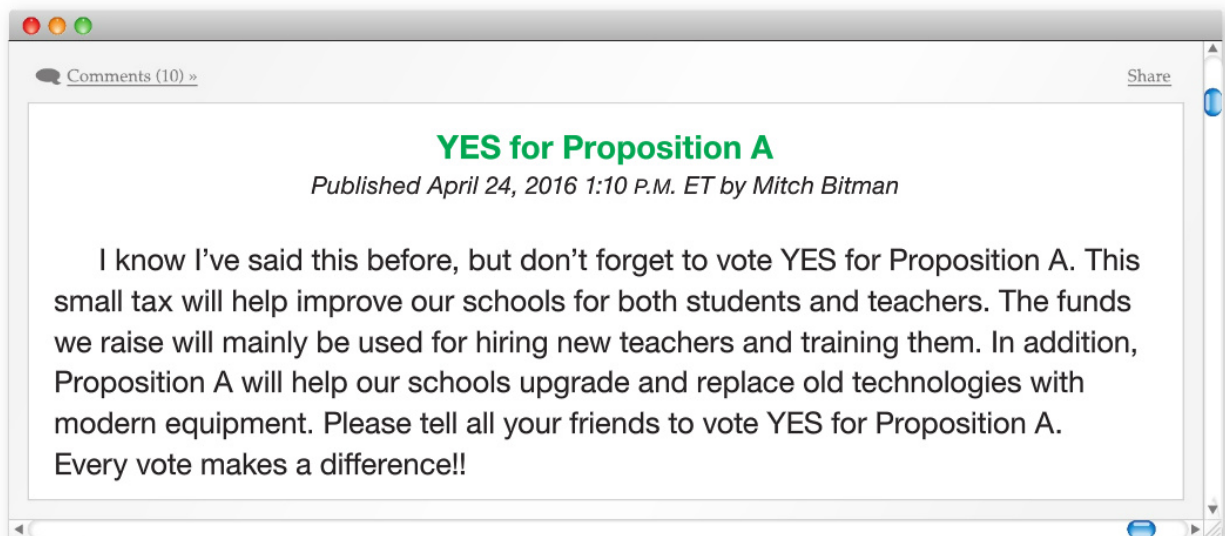 Comments (10) »
Share
YES for Proposition A
Published April 24, 2016 1:10 P.M. ET by Mitch Bitman
I know I’ve said this before, but don’t forget to vote YES for Proposition A. This
small tax will help improve our schools for both students and teachers. The funds
we raise will mainly be used for hiring new teachers and training them. In addition,
Proposition A will help our schools upgrade and replace old technologies with
modern equipment. Please tell all your friends to vote YES for Proposition A.
Every vote makes a difference!!